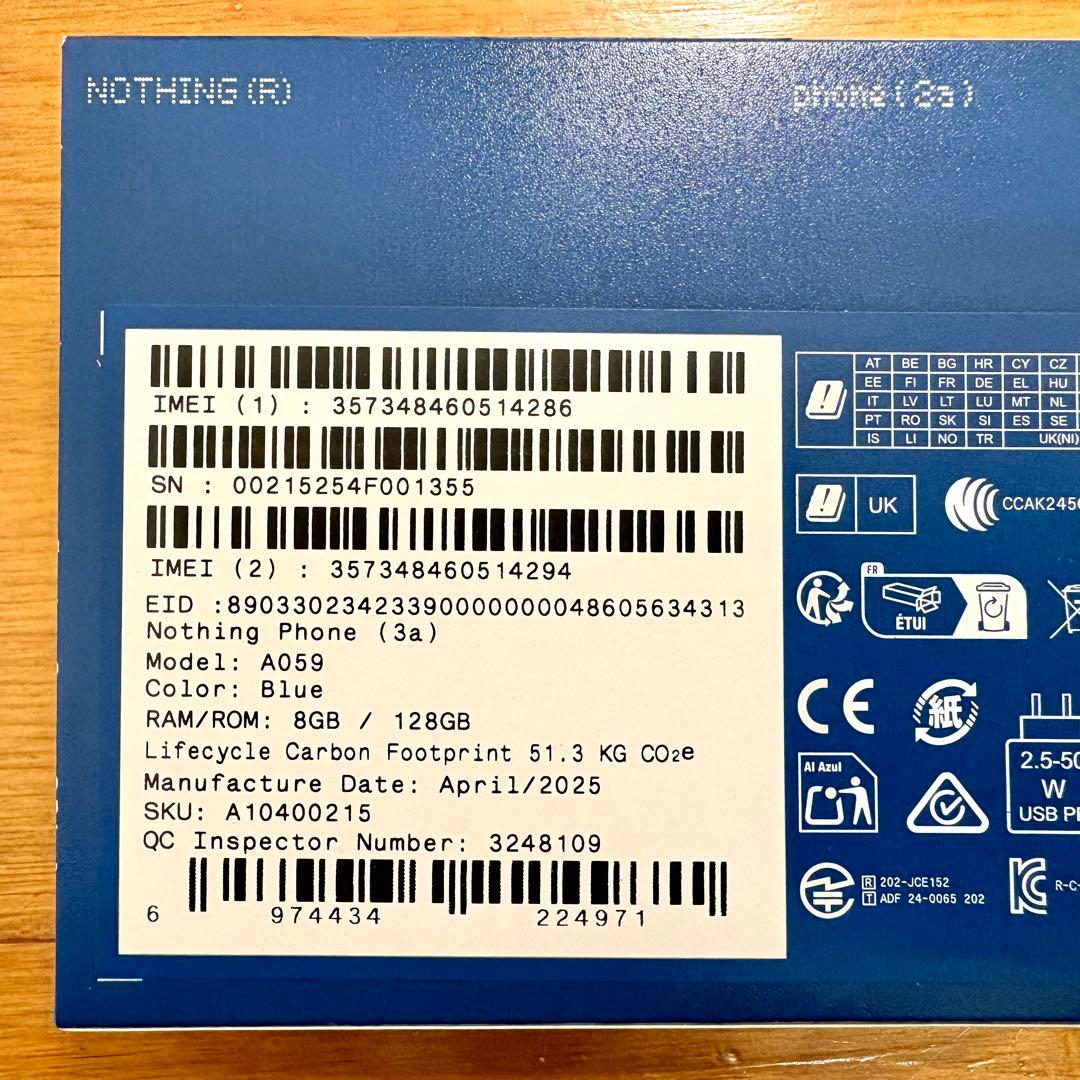 NOTHING(R)
phone(3a)
IMEI (1) : 357348460514286
SN : 00215254F001355
IMEI (2) : 357348460514294
EID :89033023423390000000048605634313
Nothing Phone (3a)
Model: A059
Color: Blue
RAM/ROM: 8GB / 128GB
Lifecycle Carbon Footprint 51.3 KG CO₂e
Manufacture Date: April/2025
SKU: A10400215
QC Inspector Number: 3248109
6 974434 224971
AT BE BG HR CY CZ
EE FI FR DE EL HU
IT LV LT LU MT NL
PT RO SK SI ES SE
IS LI NO TR UK(NI)
UK
CCAK2456
FR
ÉTUI
CE
紙
2.5-50
W
USB PD
Al Azul
R 202-JCE152
T ADF 24-0065 202
R-C-